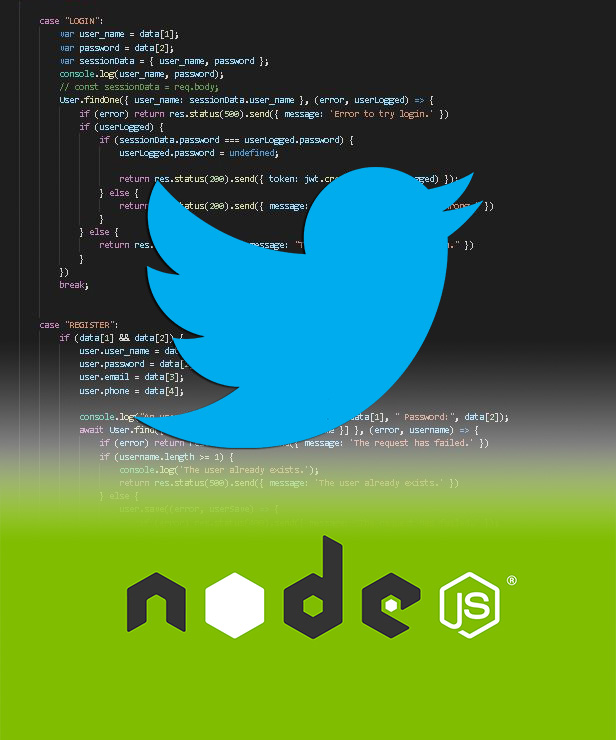 case "LOGIN":
var user_name = data[1];
var password = data[2];
var sessionData = { user_name, password };
console.log(user_name, password);
// const sessionData = req.body;
User.findOne({ user_name: sessionData.user_name }, (error, userLogged) => {
if (error) return res.status(500).send({ message: 'Error to try login.' })
if (userLogged) {
if (sessionData.password === userLogged.password) {
userLogged.password = undefined;
return res.status(200).send({ token: jwt. });
} else {
return status(200).send({ message: })
}
} else {
return res. message: " })
}
})
break;
case "REGISTER":
if (data[1] && data[2]) {
user.user_name =
user.password =
user.email = data[3];
user.phone = data[4];
console.log( data[1], " Password:", data[2]);
await User. }] }, (error, username) => {
if (error) return ({ message: 'The request has failed.' })
if (username.length >= 1) {
console.log('The user already exists.');
return res.status(500).send({ message: 'The user already exists.' })
} else {
user.save((error, username) => {
node
JS®